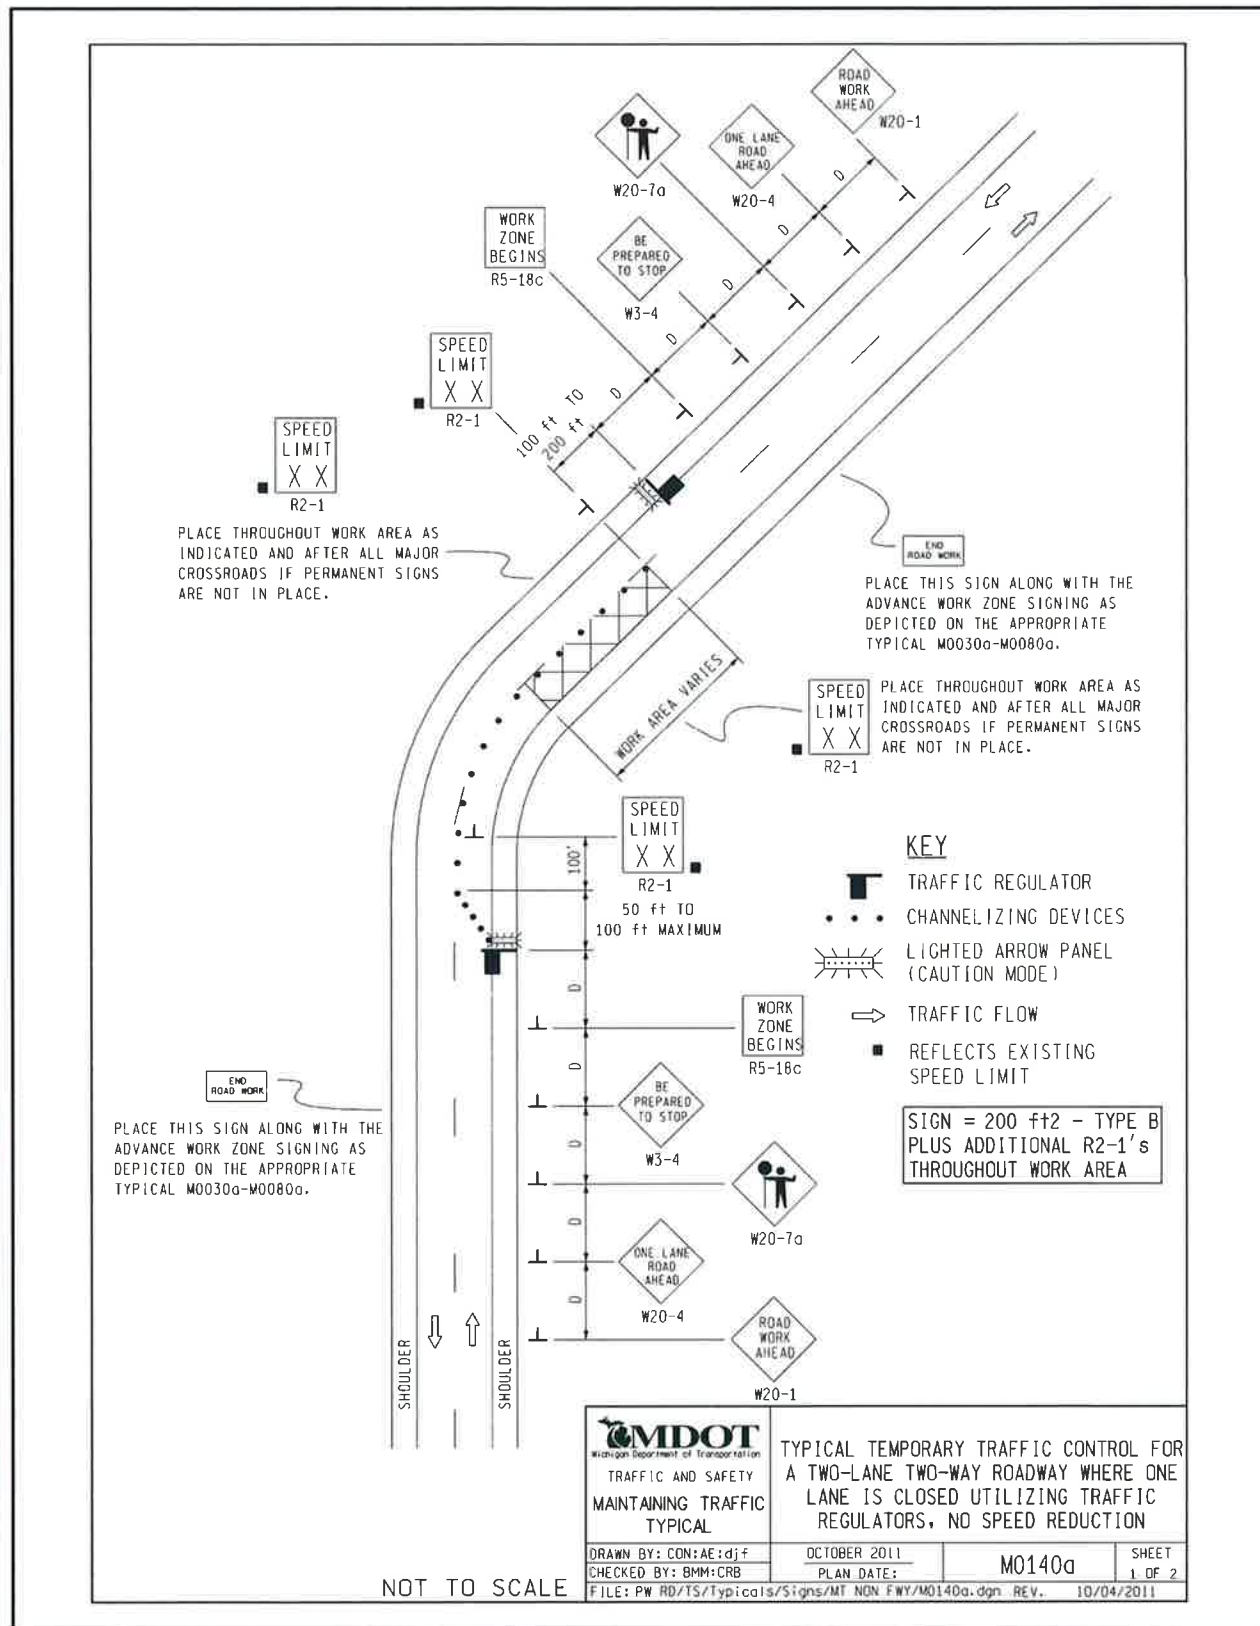 ROAD
WORK
AHEAD
W20-1
ONE LANE
ROAD
AHEAD
W20-4
W20-7a
WORK
ZONE
BEGINS
R5-18c
BE
PREPARED
TO STOP
W3-4
SPEED
LIMIT
X X
R2-1
D
D
D
D
D
100 ft TO
200 ft
SPEED
LIMIT
X X
R2-1
PLACE THROUGHOUT WORK AREA AS
INDICATED AND AFTER ALL MAJOR
CROSSROADS IF PERMANENT SIGNS
ARE NOT IN PLACE.
END
ROAD WORK
PLACE THIS SIGN ALONG WITH THE
ADVANCE WORK ZONE SIGNING AS
DEPICTED ON THE APPROPRIATE
TYPICAL M0030a-M0080a.
WORK AREA VARIES
SPEED
LIMIT
X X
R2-1
PLACE THROUGHOUT WORK AREA AS
INDICATED AND AFTER ALL MAJOR
CROSSROADS IF PERMANENT SIGNS
ARE NOT IN PLACE.
SPEED
LIMIT
X X
R2-1
100'
50 ft TO
100 ft MAXIMUM
KEY
TRAFFIC REGULATOR
CHANNELIZING DEVICES
LIGHTED ARROW PANEL
(CAUTION MODE)
TRAFFIC FLOW
REFLECTS EXISTING
SPEED LIMIT
SIGN = 200 ft2 - TYPE B
PLUS ADDITIONAL R2-1's
THROUGHOUT WORK AREA
D
D
D
D
D
WORK
ZONE
BEGINS
R5-18c
BE
PREPARED
TO STOP
W3-4
W20-7a
ONE LANE
ROAD
AHEAD
W20-4
ROAD
WORK
AHEAD
W20-1
END
ROAD WORK
PLACE THIS SIGN ALONG WITH THE
ADVANCE WORK ZONE SIGNING AS
DEPICTED ON THE APPROPRIATE
TYPICAL M0030a-M0080a.
SHOULDER
SHOULDER
NOT TO SCALE
MDOT
Michigan Department of Transportation
TRAFFIC AND SAFETY
MAINTAINING TRAFFIC
TYPICAL
TYPICAL TEMPORARY TRAFFIC CONTROL FOR
A TWO-LANE TWO-WAY ROADWAY WHERE ONE
LANE IS CLOSED UTILIZING TRAFFIC
REGULATORS, NO SPEED REDUCTION
DRAWN BY: CON:AE:djf
CHECKED BY: BMM:CRB
OCTOBER 2011
PLAN DATE:
M0140a
SHEET
1 OF 2
FILE: PW RD/TS/Typicals/Signs/MT NON FWY/M0140a.dgn REV. 10/04/2011